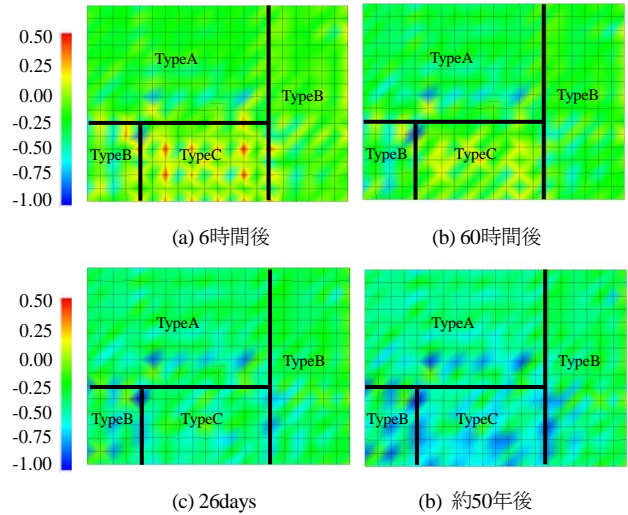 0.50
0.25
0.00
-0.25
-0.50
-0.75
-1.00
TypeA
TypeB
TypeB
TypeC
TypeA
TypeB
TypeB
TypeC
(a) 6時間後
(b) 60時間後
0.50
0.25
0.00
-0.25
-0.50
-0.75
-1.00
TypeA
TypeB
TypeB
TypeC
TypeA
TypeB
TypeB
TypeC
(c) 26days
(b) 約50年後